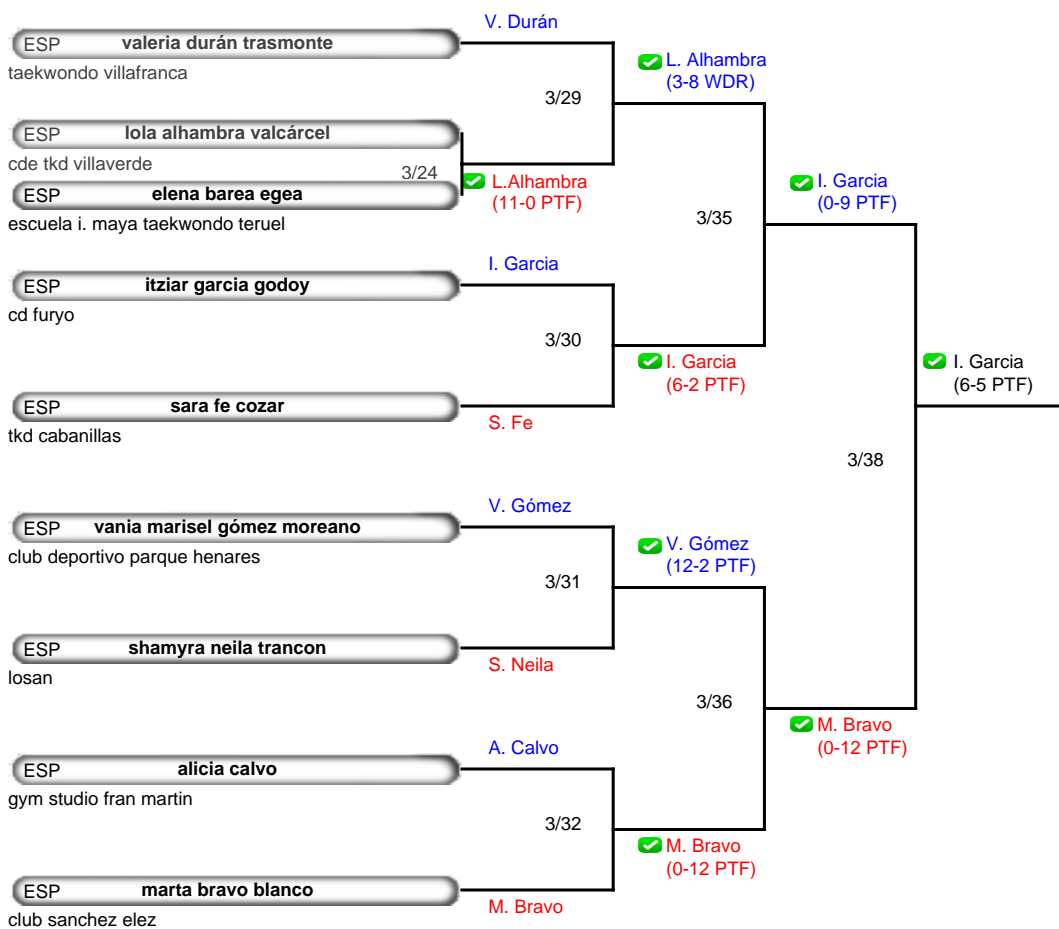 V. Durán
ESP valeria durán trasmonte
taekwondo villafranca
L. Alhambra
(3-8 WDR)
3/29
ESP lola alhambra valcárcel
cde tkd villaverde
3/24
L.Alhambra
(11-0 PTF)
ESP elena barea egea
escuela i. maya taekwondo teruel
I. Garcia
(0-9 PTF)
3/35
I. Garcia
ESP itziar garcia godoy
cd furyo
3/30
I. Garcia
(6-2 PTF)
I. Garcia
(6-5 PTF)
ESP sara fe cozar
tkd cabanillas
S. Fe
3/38
V. Gómez
ESP vania marisel gómez moreano
club deportivo parque henares
V. Gómez
(12-2 PTF)
3/31
ESP shamyra neila trancon
losan
S. Neila
3/36
M. Bravo
(0-12 PTF)
A. Calvo
ESP alicia calvo
gym studio fran martin
3/32
M. Bravo
(0-12 PTF)
ESP marta bravo blanco
club sanchez elez
M. Bravo